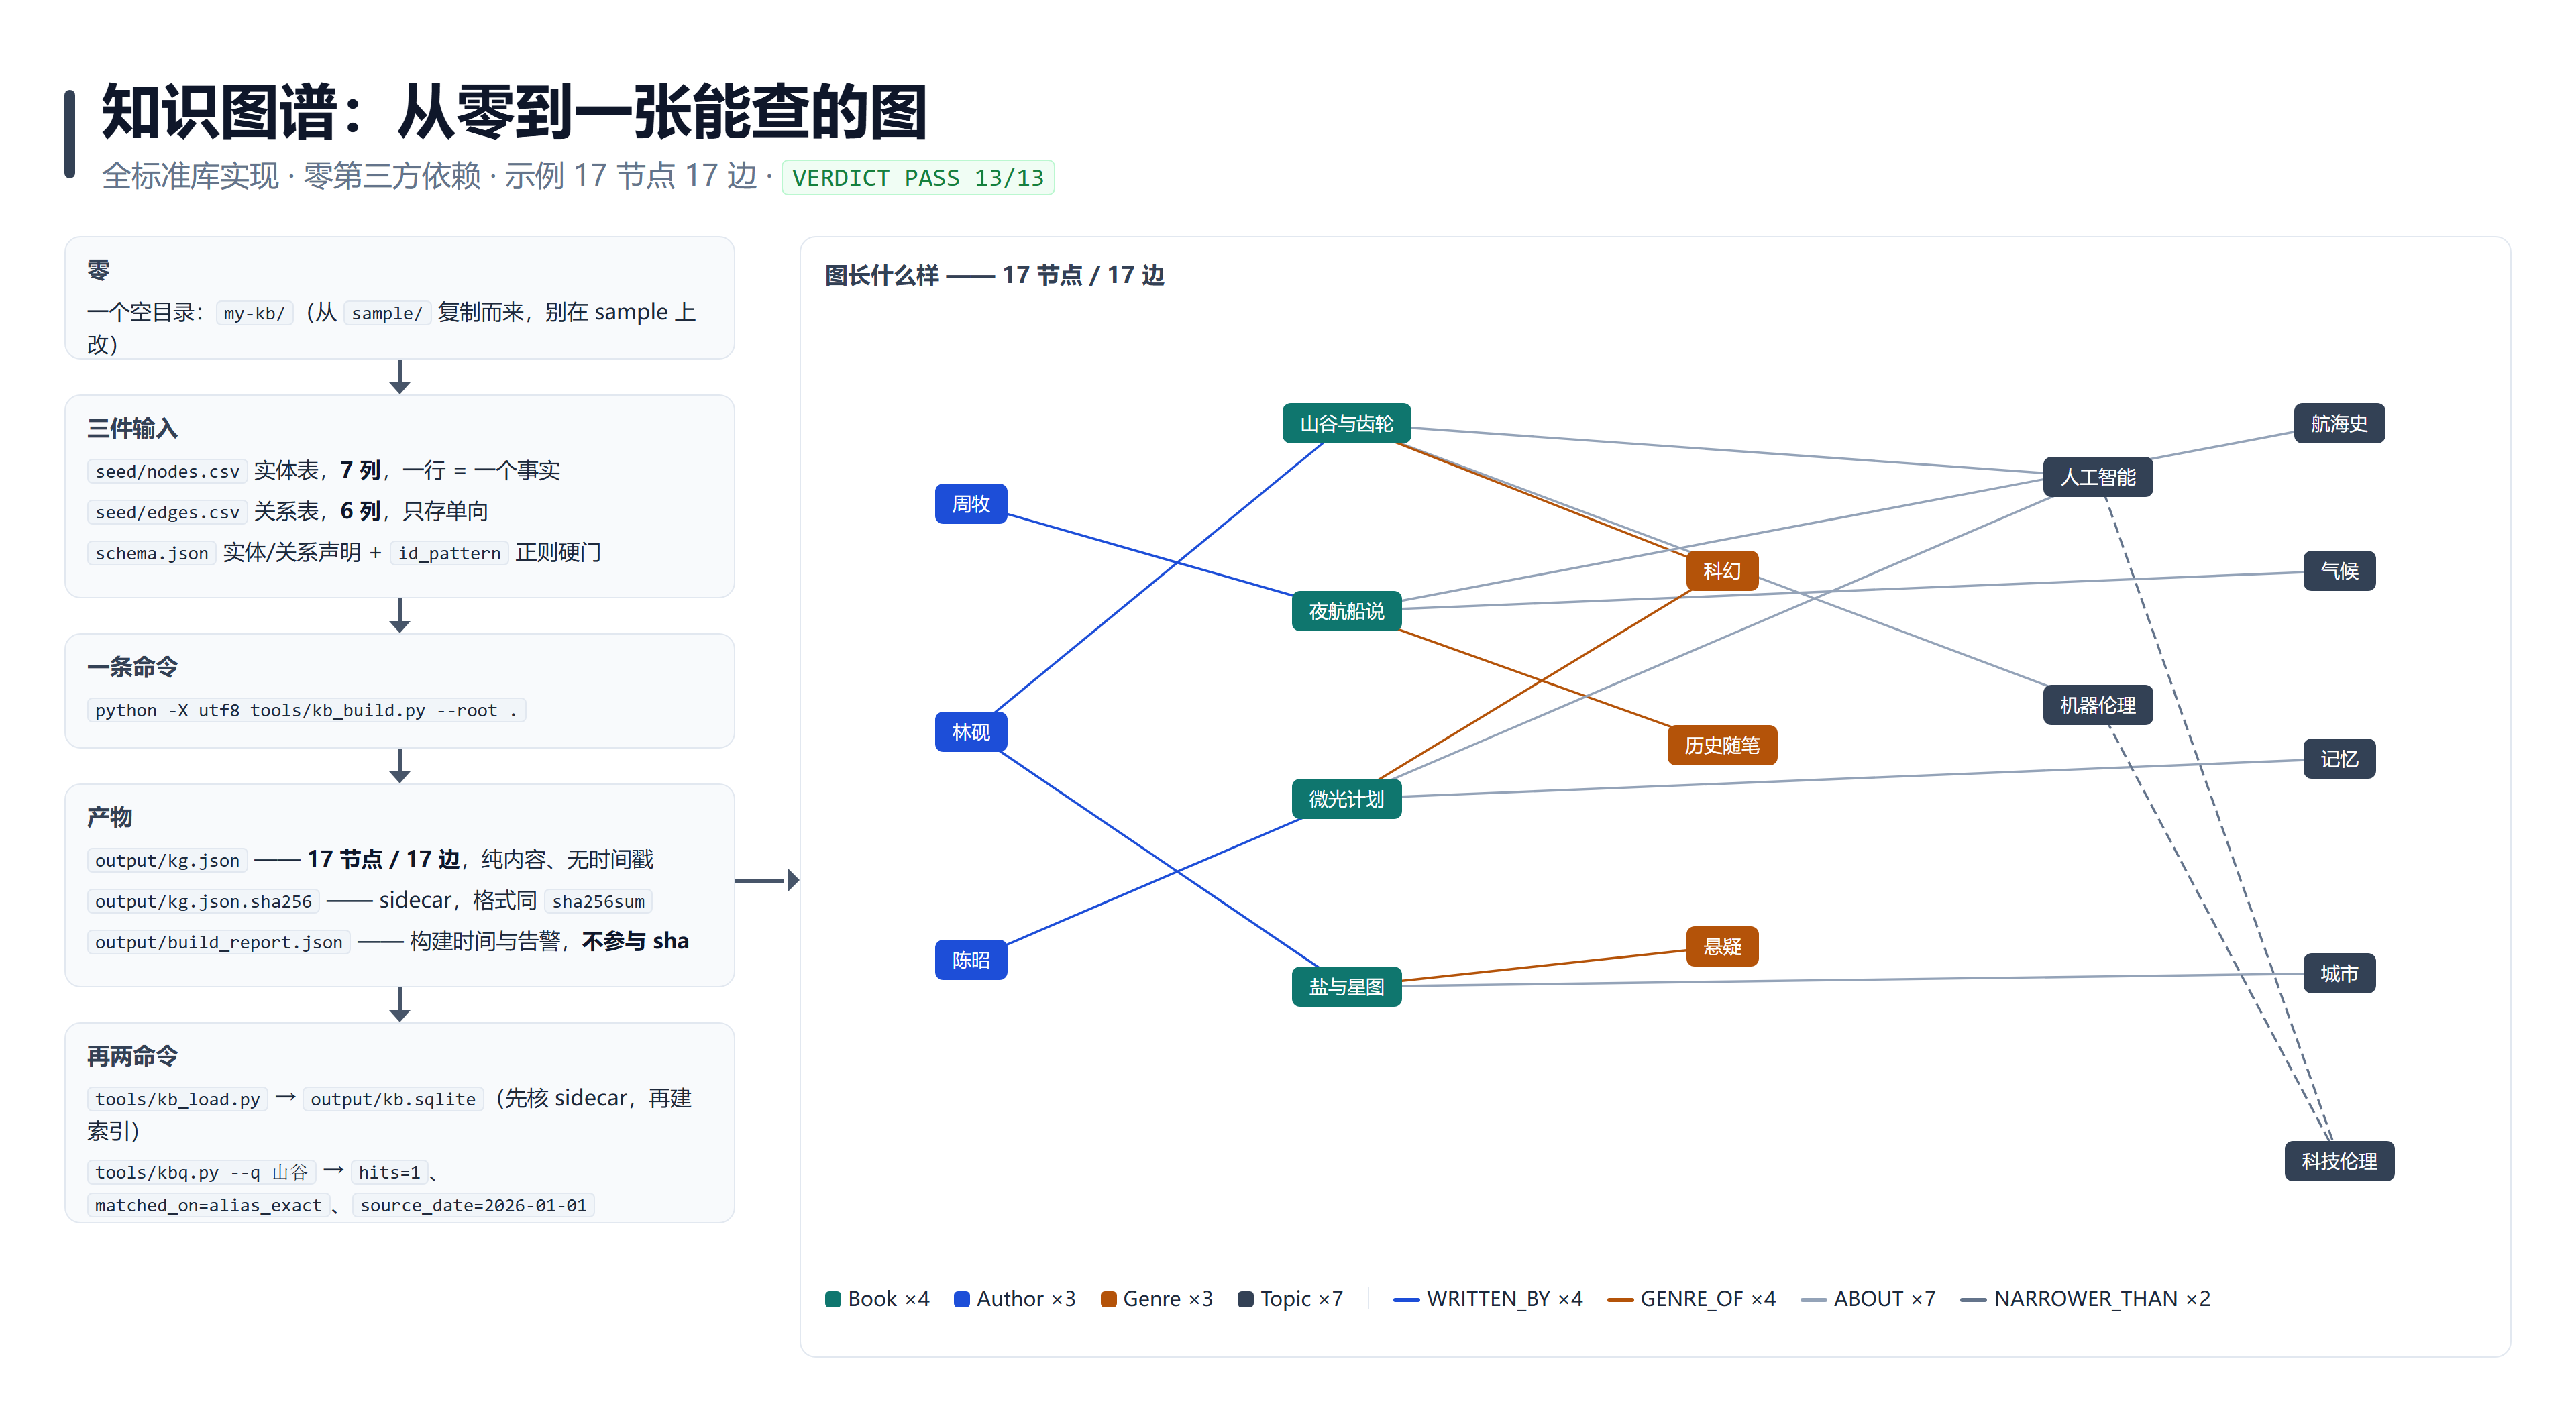 知识图谱：从零到一张能查的图
全标准库实现 · 零第三方依赖 · 示例 17 节点 17 边 · VERDICT PASS 13/13
零
一个空目录：my-kb/（从 sample/ 复制而来，别在 sample 上
改）
三件输入
seed/nodes.csv 实体表，7 列，一行 = 一个事实
seed/edges.csv 关系表，6 列，只存单向
schema.json 实体/关系声明 + id_pattern 正则硬门
一条命令
python -X utf8 tools/kb_build.py --root .
产物
output/kg.json —— 17 节点 / 17 边，纯内容、无时间戳
output/kg.json.sha256 —— sidecar，格式同 sha256sum
output/build_report.json —— 构建时间与告警，不参与 sha
再两命令
tools/kb_load.py → output/kb.sqlite（先核 sidecar，再建
索引）
tools/kbq.py --q 山谷 → hits=1、
matched_on=alias_exact、source_date=2026-01-01
图长什么样 —— 17 节点 / 17 边
山谷与齿轮
航海史
人工智能
周牧
科幻
气候
夜航船说
机器伦理
林砚
历史随笔
记忆
微光计划
悬疑
陈昭
城市
盐与星图
科技伦理
Book ×4 Author ×3 Genre ×3 Topic ×7 WRITTEN_BY ×4 GENRE_OF ×4 ABOUT ×7 NARROWER_THAN ×2